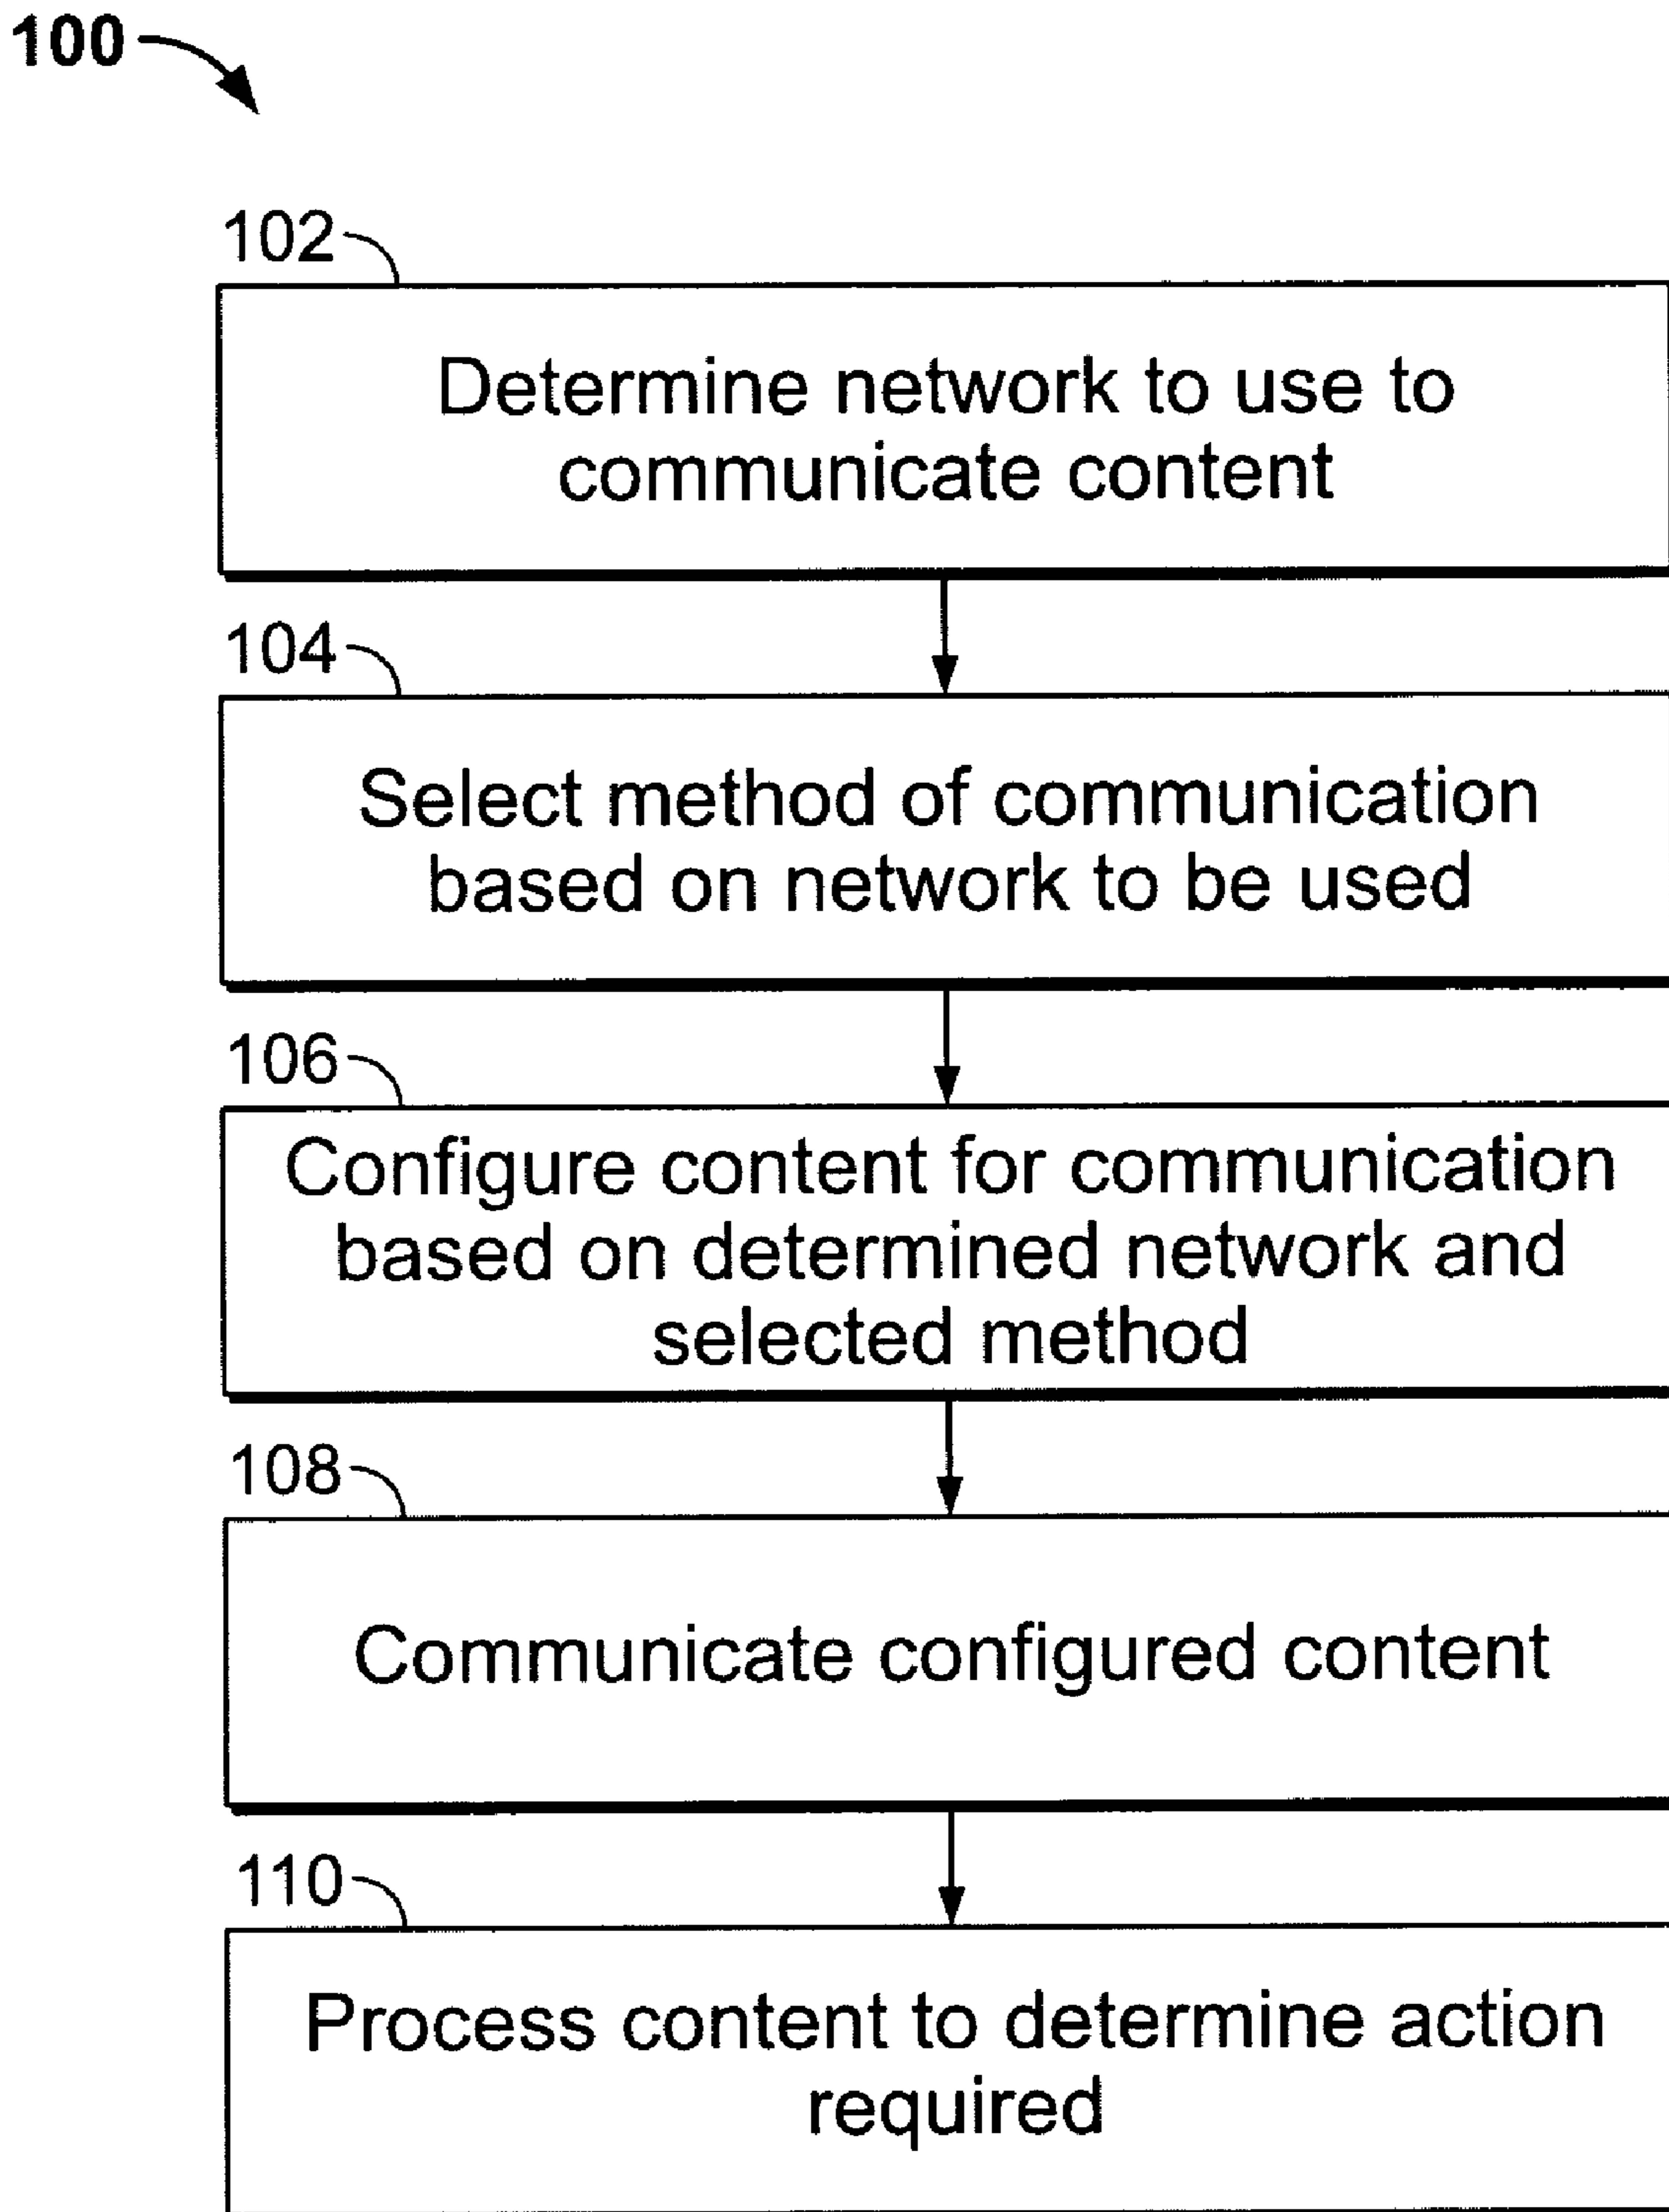 100
102
Determine network to use to
communicate content
104
Select method of communication
based on network to be used
106
Configure content for communication
based on determined network and
selected method
108
Communicate configured content
110
Process content to determine action
required